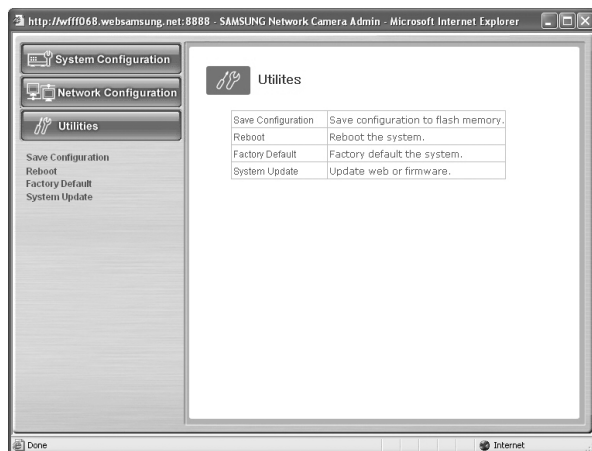 http://wfff068.websamsung.net:8888 - SAMSUNG Network Camera Admin - Microsoft Internet Explorer
System Configuration
Network Configuration
Utilities
Save Configuration
Reboot
Factory Default
System Update
Utilites
Save Configuration Save configuration to flash memory.
Reboot Reboot the system.
Factory Default Factory default the system.
System Update Update web or firmware.
Done
Internet